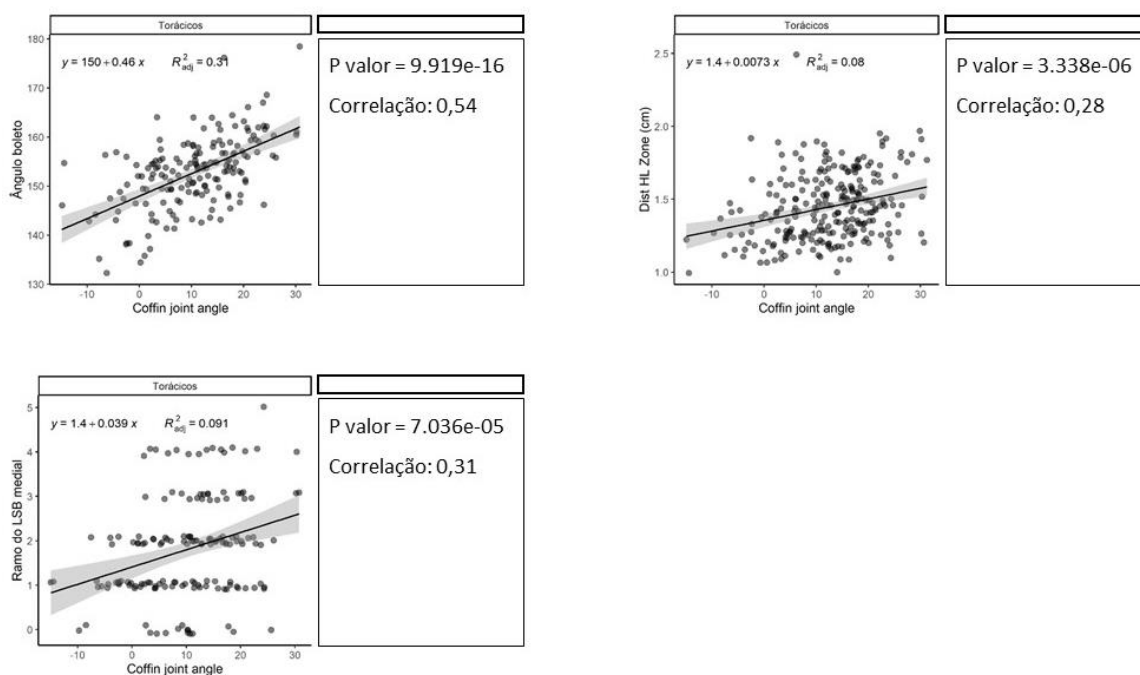 Torácicos
y = 150 + 0.46 x R²adj = 0.31
180
170
160
150
140
130
Ângulo boleto
-10 0 10 20 30
Coffin joint angle
P valor = 9.919e-16
Correlação: 0,54
Torácicos
y = 1.4 + 0.0073 x R²adj = 0.08
2.5
2.0
1.5
1.0
Dist HL Zone (cm)
-10 0 10 20 30
Coffin joint angle
P valor = 3.338e-06
Correlação: 0,28
Torácicos
y = 1.4 + 0.039 x R²adj = 0.091
5
4
3
2
1
0
Ramo do LSB medial
-10 0 10 20 30
Coffin joint angle
P valor = 7.036e-05
Correlação: 0,31